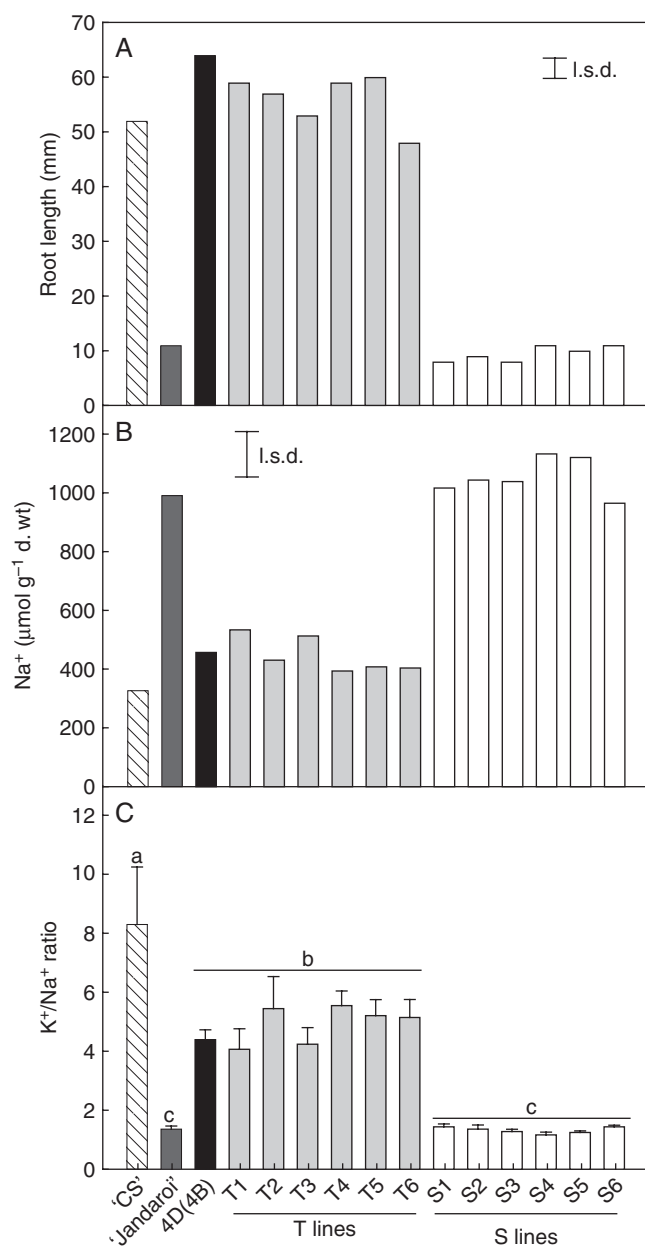 A
l.s.d.
70
60
50
40
30
20
10
0
Root length (mm)
B
l.s.d.
1200
1000
800
600
400
200
0
Na⁺ (μmol g⁻¹ d. wt)
C
12
10
8
6
4
2
0
K⁺/Na⁺ ratio
a
c
b
c
'CS'
'Jandaroi'
4D(4B)
T1
T2
T3
T4
T5
T6
S1
S2
S3
S4
S5
S6
T lines
S lines